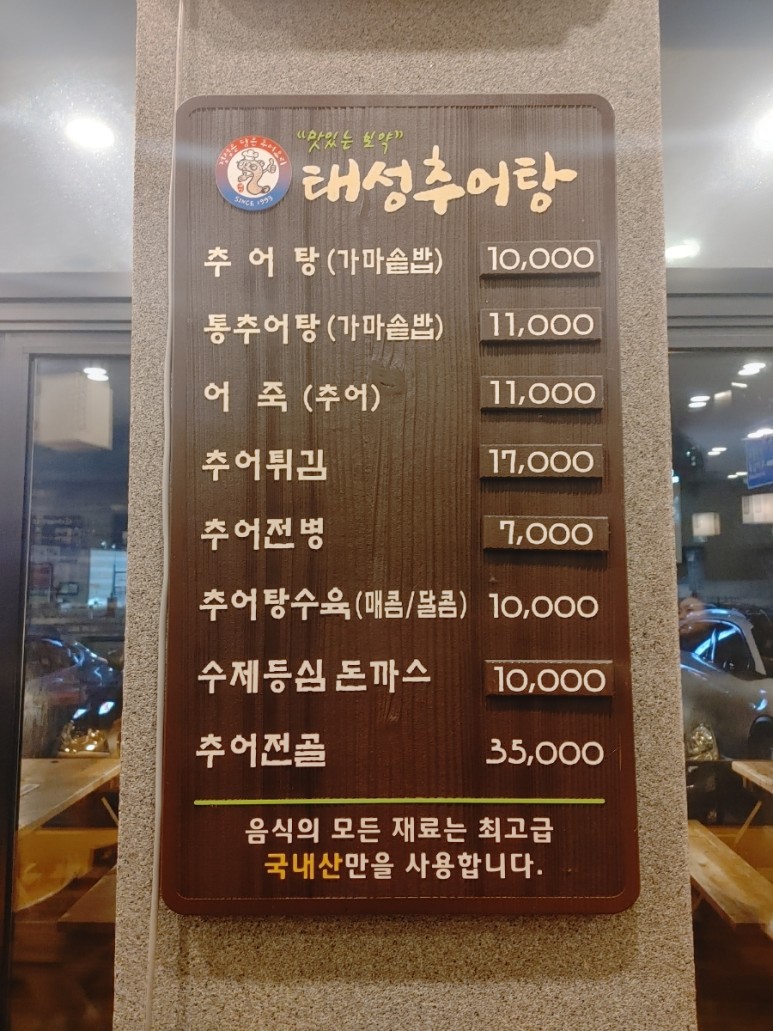 "맛있는 보약"
태성추어탕
SINCE 1993
추어탕(가마솥밥) 10,000
통추어탕(가마솥밥) 11,000
어죽 (추어) 11,000
추어튀김 17,000
추어전병 7,000
추어탕수육(매콤/달콤) 10,000
수제등심 돈까스 10,000
추어전골 35,000
음식의 모든 재료는 최고급
국내산만을 사용합니다.